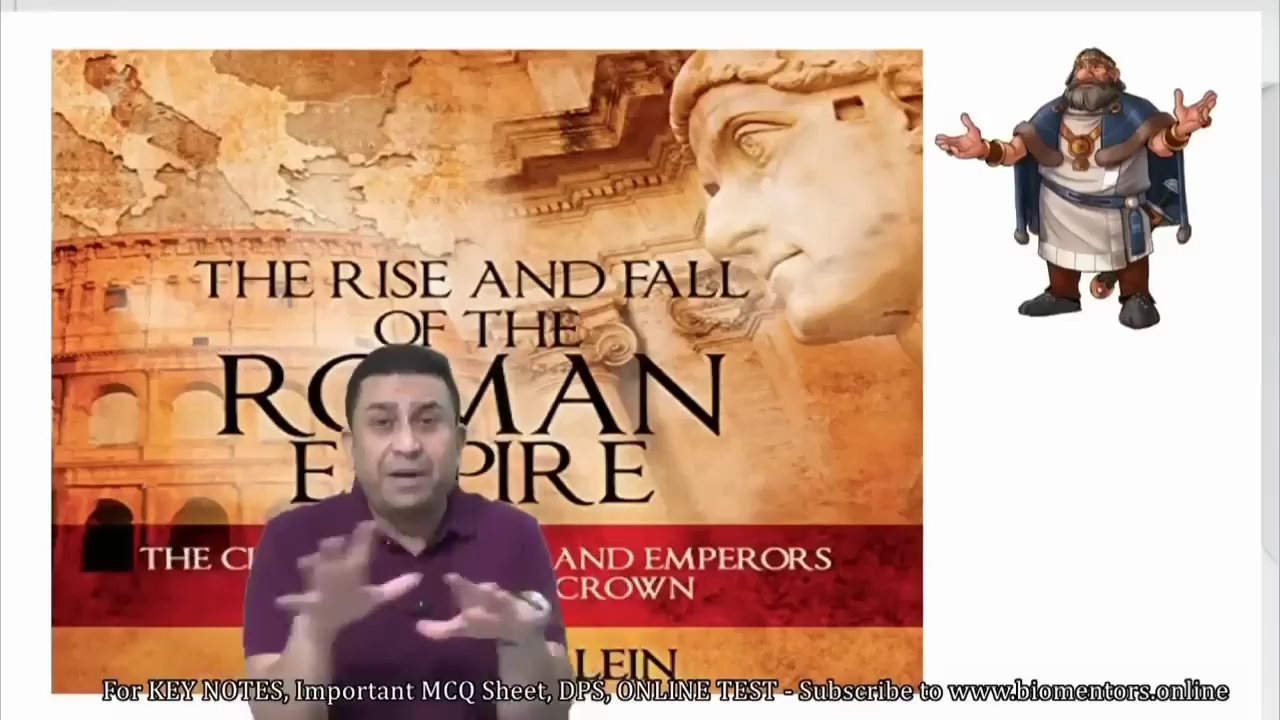 THE RISE AND FALL
OF THE
ROMAN
EMPIRE
THE AND EMPERORS
CROWN
LEIN
For KEY NOTES, Important MCQ Sheet, DPS, ONLINE TEST - Subscribe to www.biomentors.online